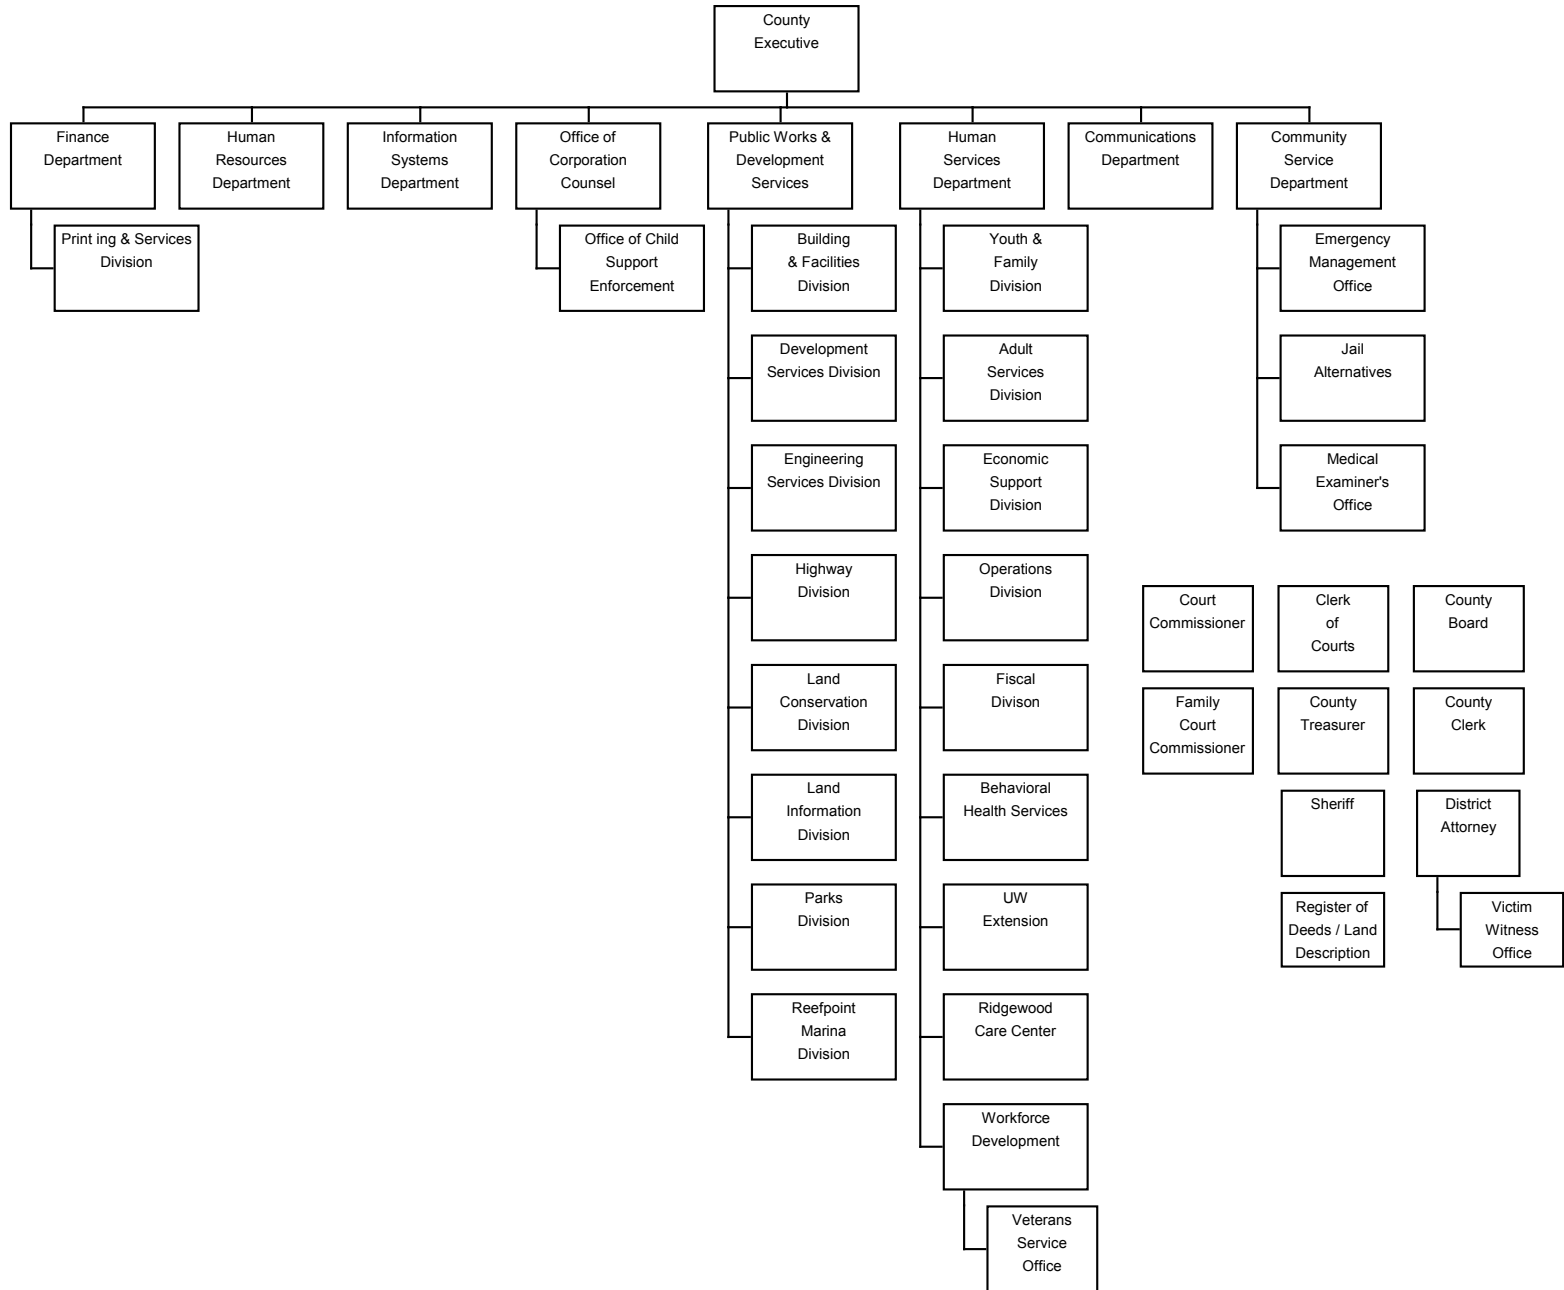 County
Executive
Finance
Department
Human
Resources
Department
Information
Systems
Department
Office of
Corporation
Counsel
Public Works &
Development
Services
Human
Services
Department
Communications
Department
Community
Service
Department
Print ing & Services
Division
Office of Child
Support
Enforcement
Building
& Facilities
Division
Youth &
Family
Division
Emergency
Management
Office
Development
Services Division
Adult
Services
Division
Jail
Alternatives
Engineering
Services Division
Economic
Support
Division
Medical
Examiner's
Office
Highway
Division
Operations
Division
Court
Commissioner
Clerk
of
Courts
County
Board
Land
Conservation
Division
Fiscal
Divison
Family
Court
Commissioner
County
Treasurer
County
Clerk
Land
Information
Division
Behavioral
Health Services
Sheriff
District
Attorney
Parks
Division
UW
Extension
Register of
Deeds / Land
Description
Victim
Witness
Office
Reefpoint
Marina
Division
Ridgewood
Care Center
Workforce
Development
Veterans
Service
Office